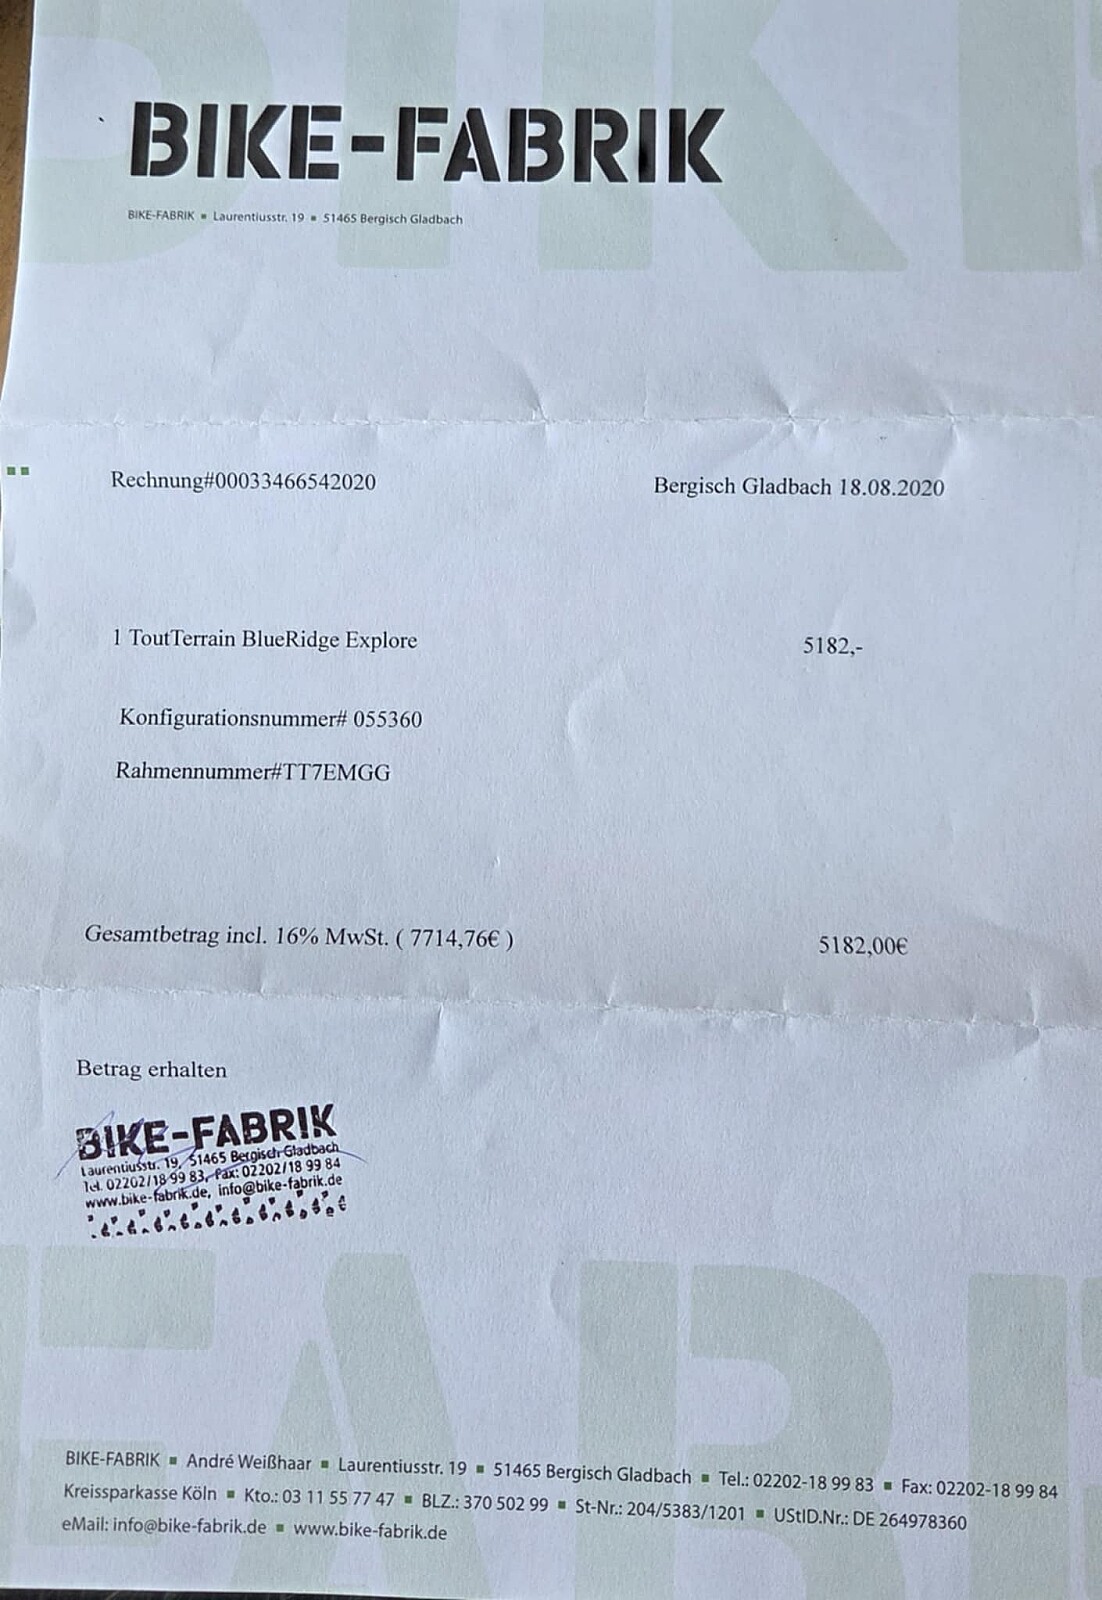 BIKE-FABRIK
BIKE-FABRIK ▪ Laurentiusstr. 19 ▪ 51465 Bergisch Gladbach
Rechnung#00033466542020
Bergisch Gladbach 18.08.2020
1 ToutTerrain BlueRidge Explore 5182,-
Konfigurationsnummer# 055360
Rahmennummer#TT7EMGG
Gesamtbetrag incl. 16% MwSt. ( 7714,76€ ) 5182,00€
Betrag erhalten
BIKE-FABRIK
Laurentiusstr. 19, 51465 Bergisch Gladbach
Tel. 02202/18 99 83, Fax: 02202/18 99 84
www.bike-fabrik.de, info@bike-fabrik.de
BIKE-FABRIK ▪ André Weißhaar ▪ Laurentiusstr. 19 ▪ 51465 Bergisch Gladbach ▪ Tel.: 02202-18 99 83 ▪ Fax: 02202-18 99 84
Kreissparkasse Köln ▪ Kto.: 03 11 55 77 47 ▪ BLZ.: 370 502 99 ▪ St-Nr.: 204/5383/1201 ▪ UStID.Nr.: DE 264978360
eMail: info@bike-fabrik.de ▪ www.bike-fabrik.de